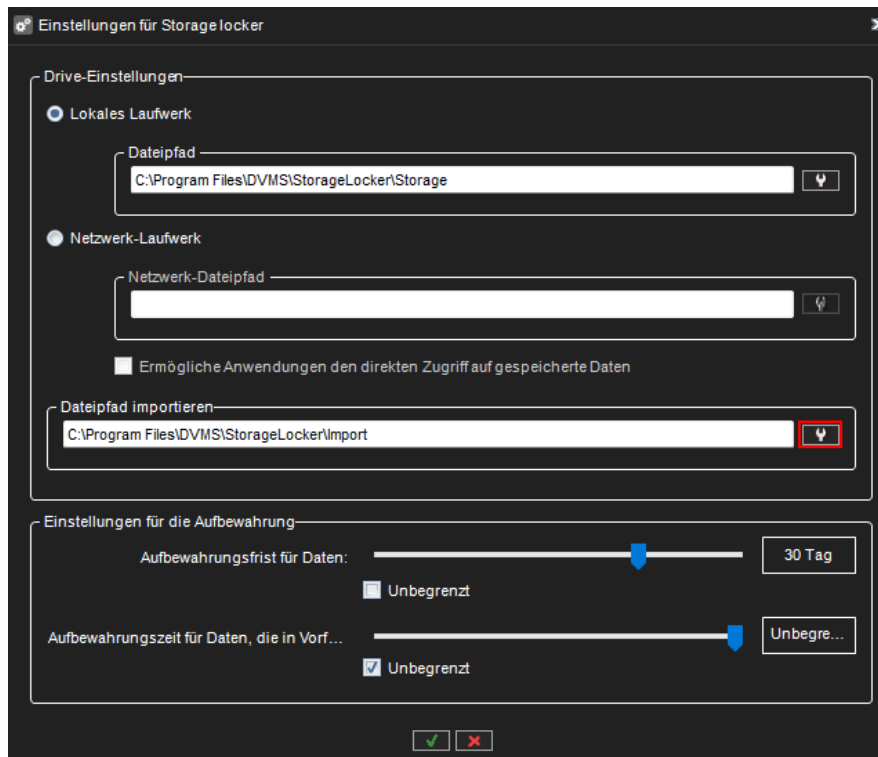 Einstellungen für Storage locker
Drive-Einstellungen
Lokales Laufwerk
Dateipfad
C:\Program Files\DVMS\StorageLocker\Storage
Netzwerk-Laufwerk
Netzwerk-Dateipfad
Ermögliche Anwendungen den direkten Zugriff auf gespeicherte Daten
Dateipfad importieren
C:\Program Files\DVMS\StorageLocker\Import
Einstellungen für die Aufbewahrung
Aufbewahrungsfrist für Daten: 30 Tag
Unbegrenzt
Aufbewahrungszeit für Daten, die in Vorf... Unbegre...
Unbegrenzt